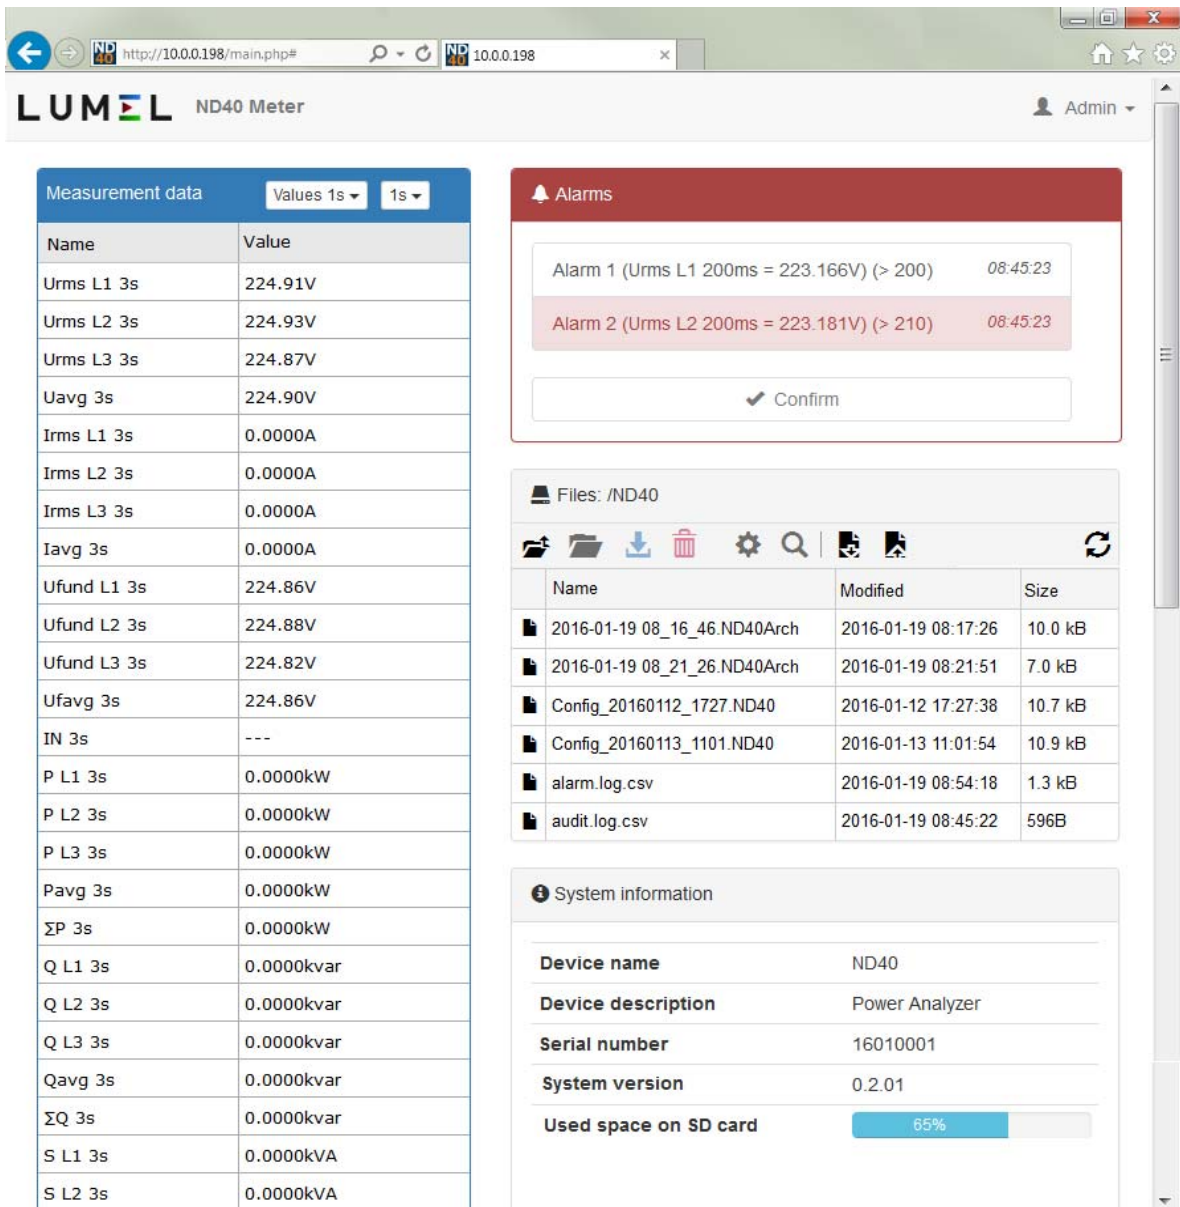 http://10.0.0.198/main.php#
ND40
10.0.0.198
LUMEL ND40 Meter
Admin
Measurement data Values 1s 1s
Name Value
Urms L1 3s 224.91V
Urms L2 3s 224.93V
Urms L3 3s 224.87V
Uavg 3s 224.90V
Irms L1 3s 0.0000A
Irms L2 3s 0.0000A
Irms L3 3s 0.0000A
Iavg 3s 0.0000A
Ufund L1 3s 224.86V
Ufund L2 3s 224.88V
Ufund L3 3s 224.82V
Ufavg 3s 224.86V
IN 3s ---
P L1 3s 0.0000kW
P L2 3s 0.0000kW
P L3 3s 0.0000kW
Pavg 3s 0.0000kW
ΣP 3s 0.0000kW
Q L1 3s 0.0000kvar
Q L2 3s 0.0000kvar
Q L3 3s 0.0000kvar
Qavg 3s 0.0000kvar
ΣQ 3s 0.0000kvar
S L1 3s 0.0000kVA
S L2 3s 0.0000kVA
Alarms
Alarm 1 (Urms L1 200ms = 223.166V) (> 200) 08:45:23
Alarm 2 (Urms L2 200ms = 223.181V) (> 210) 08:45:23
Confirm
Files: /ND40
Name Modified Size
2016-01-19 08_16_46.ND40Arch 2016-01-19 08:17:26 10.0 kB
2016-01-19 08_21_26.ND40Arch 2016-01-19 08:21:51 7.0 kB
Config_20160112_1727.ND40 2016-01-12 17:27:38 10.7 kB
Config_20160113_1101.ND40 2016-01-13 11:01:54 10.9 kB
alarm.log.csv 2016-01-19 08:54:18 1.3 kB
audit.log.csv 2016-01-19 08:45:22 596B
System information
Device name ND40
Device description Power Analyzer
Serial number 16010001
System version 0.2.01
Used space on SD card 65%